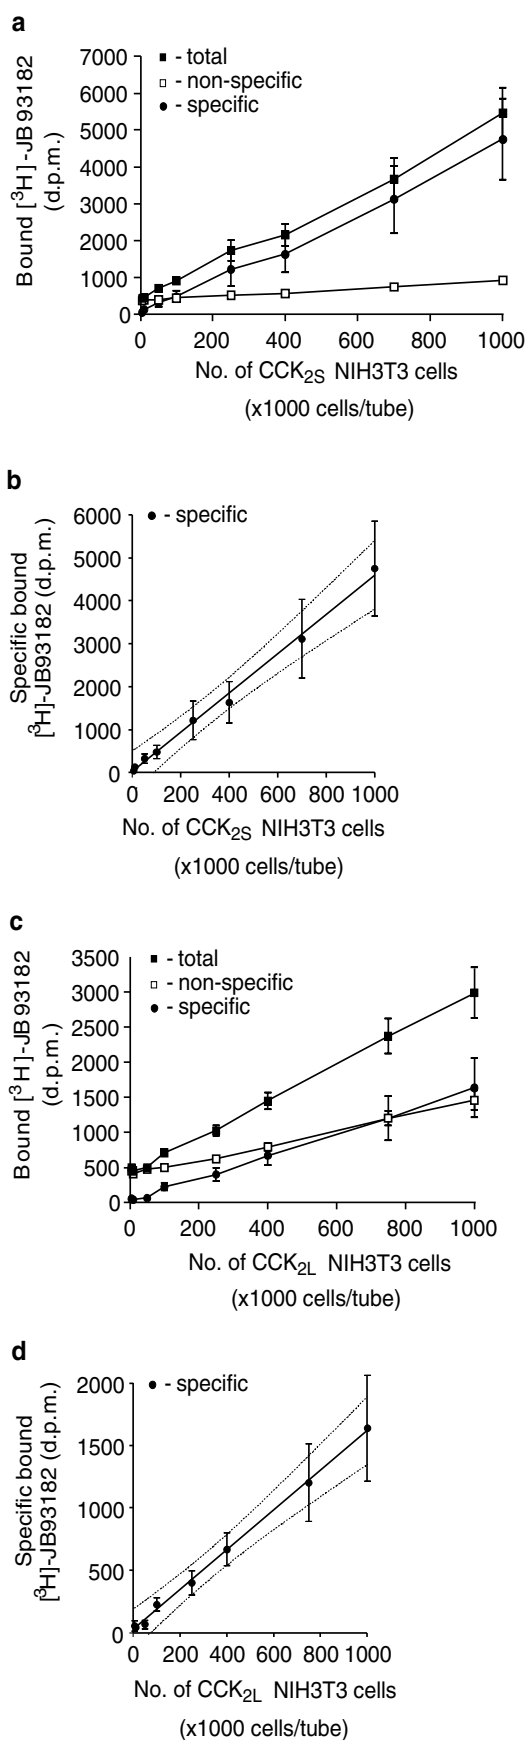 a
Bound [³H]-JB93182
(d.p.m.)
7000
6000
5000
4000
3000
2000
1000
0
- total
- non-specific
- specific
0 200 400 600 800 1000
No. of CCK₂S NIH3T3 cells
(x1000 cells/tube)
b
Specific bound
[³H]-JB93182 (d.p.m.)
6000
5000
4000
3000
2000
1000
0
- specific
0 200 400 600 800 1000
No. of CCK₂S NIH3T3 cells
(x1000 cells/tube)
c
Bound [³H]-JB93182
(d.p.m.)
3500
3000
2500
2000
1500
1000
500
0
- total
- non-specific
- specific
0 200 400 600 800 1000
No. of CCK₂L NIH3T3 cells
(x1000 cells/tube)
d
Specific bound
[³H]-JB93182 (d.p.m.)
2000
1500
1000
500
0
- specific
0 200 400 600 800 1000
No. of CCK₂L NIH3T3 cells
(x1000 cells/tube)